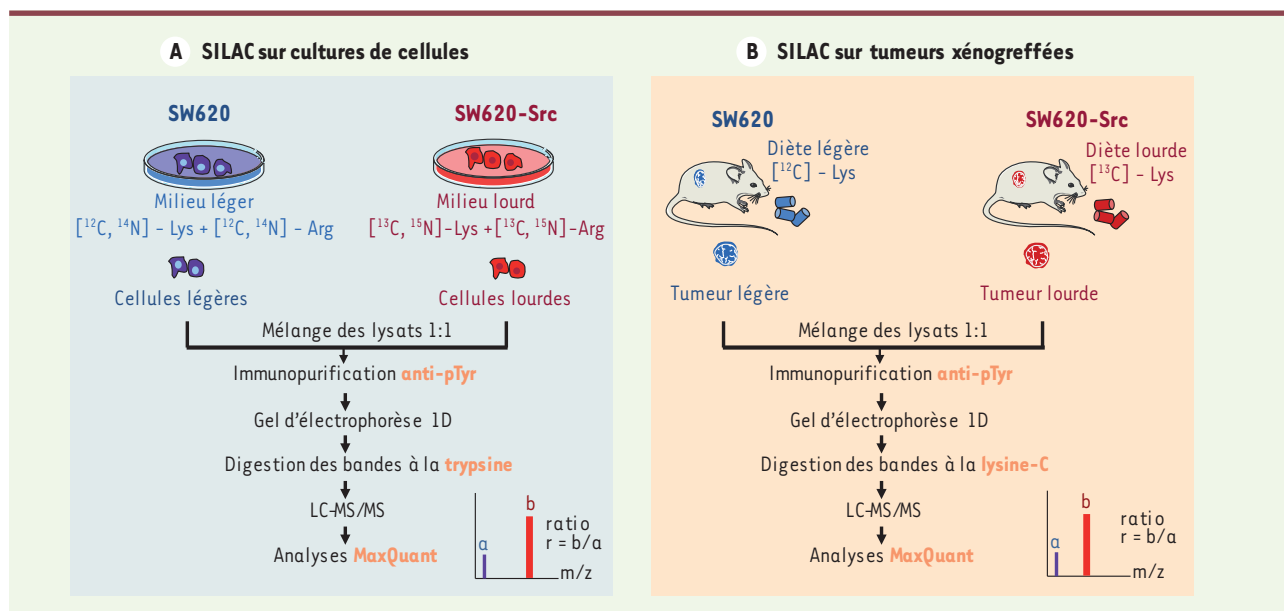 A SILAC sur cultures de cellules
SW620
SW620-Src
Milieu léger
[¹²C, ¹⁴N] – Lys + [¹²C, ¹⁴N] – Arg
Milieu lourd
[¹³C, ¹⁵N]–Lys +[¹³C, ¹⁵N]–Arg
Cellules légères
Cellules lourdes
Mélange des lysats 1:1
Immunopurification anti-pTyr
Gel d'électrophorèse 1D
Digestion des bandes à la trypsine
LC-MS/MS
Analyses MaxQuant
a
b
ratio
r = b/a
m/z
B SILAC sur tumeurs xénogreffées
SW620
SW620-Src
Diète légère
[¹²C] – Lys
Diète lourde
[¹³C] – Lys
Tumeur légère
Tumeur lourde
Mélange des lysats 1:1
Immunopurification anti-pTyr
Gel d'électrophorèse 1D
Digestion des bandes à la lysine-C
LC-MS/MS
Analyses MaxQuant
a
b
ratio
r = b/a
m/z